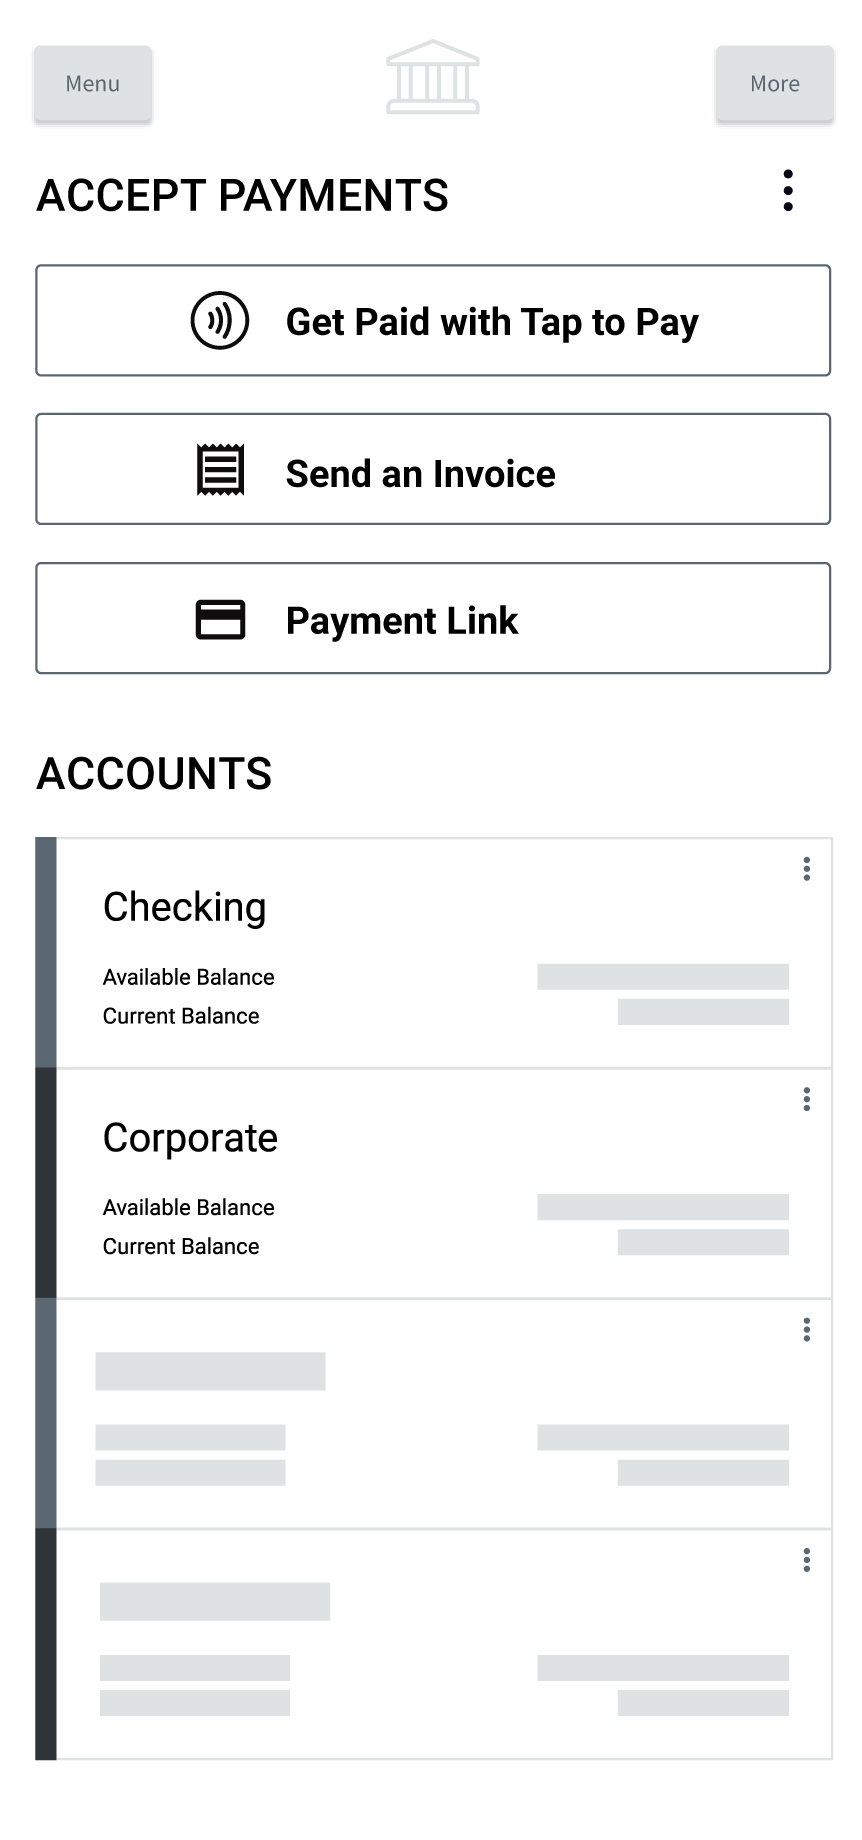 Menu
More
ACCEPT PAYMENTS
Get Paid with Tap to Pay
Send an Invoice
Payment Link
ACCOUNTS
Checking
Available Balance
Current Balance
Corporate
Available Balance
Current Balance